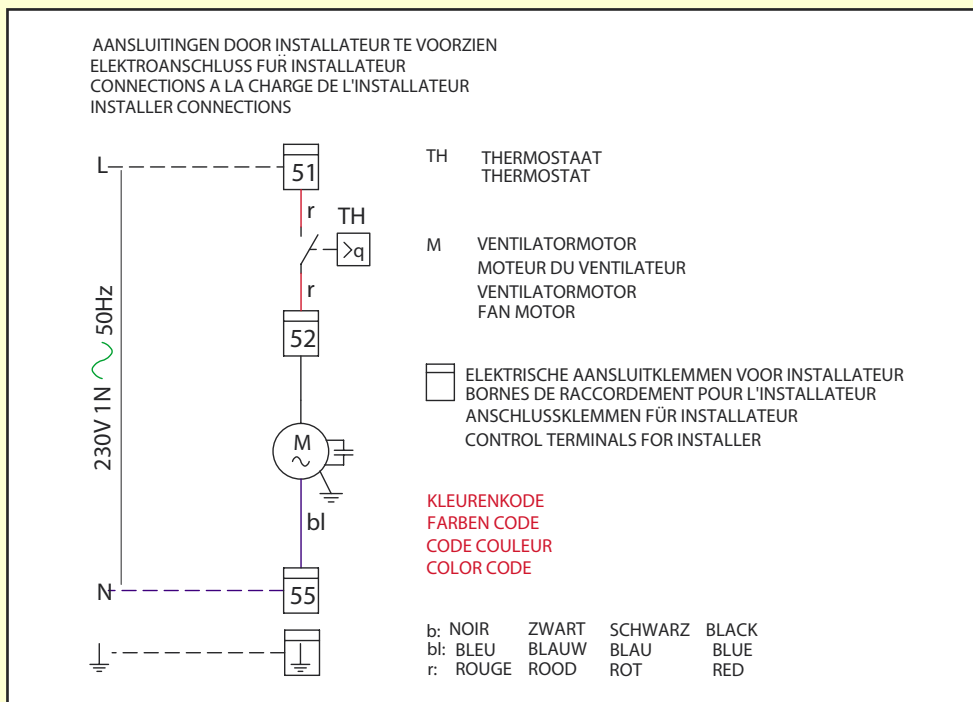 AANSLUITINGEN DOOR INSTALLATEUR TE VOORZIEN
ELEKTROANSCHLUSS FUR INSTALLATEUR
CONNECTIONS A LA CHARGE DE L'INSTALLATEUR
INSTALLER CONNECTIONS
L
51
r
TH
>q
r
52
230V 1N ~ 50Hz
M
~
bl
N
55
TH THERMOSTAAT
THERMOSTAT
M VENTILATORMOTOR
MOTEUR DU VENTILATEUR
VENTILATORMOTOR
FAN MOTOR
ELEKTRISCHE AANSLUITKLEMMEN VOOR INSTALLATEUR
BORNES DE RACCORDEMENT POUR L'INSTALLATEUR
ANSCHLUSSKLEMMEN FÜR INSTALLATEUR
CONTROL TERMINALS FOR INSTALLER
KLEURENKODE
FARBEN CODE
CODE COULEUR
COLOR CODE
b: NOIR ZWART SCHWARZ BLACK
bl: BLEU BLAUW BLAU BLUE
r: ROUGE ROOD ROT RED